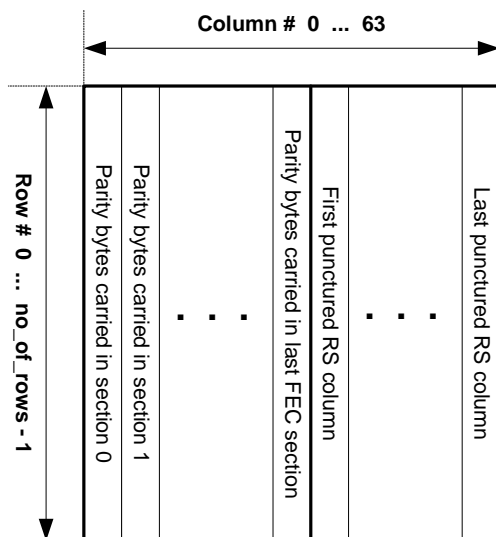 Column # 0 ... 63
Row # 0 ... no_of_rows - 1
Parity bytes carried in section 0
Parity bytes carried in section 1
. . .
Parity bytes carried in last FEC section
First punctured RS column
. . .
Last punctured RS column